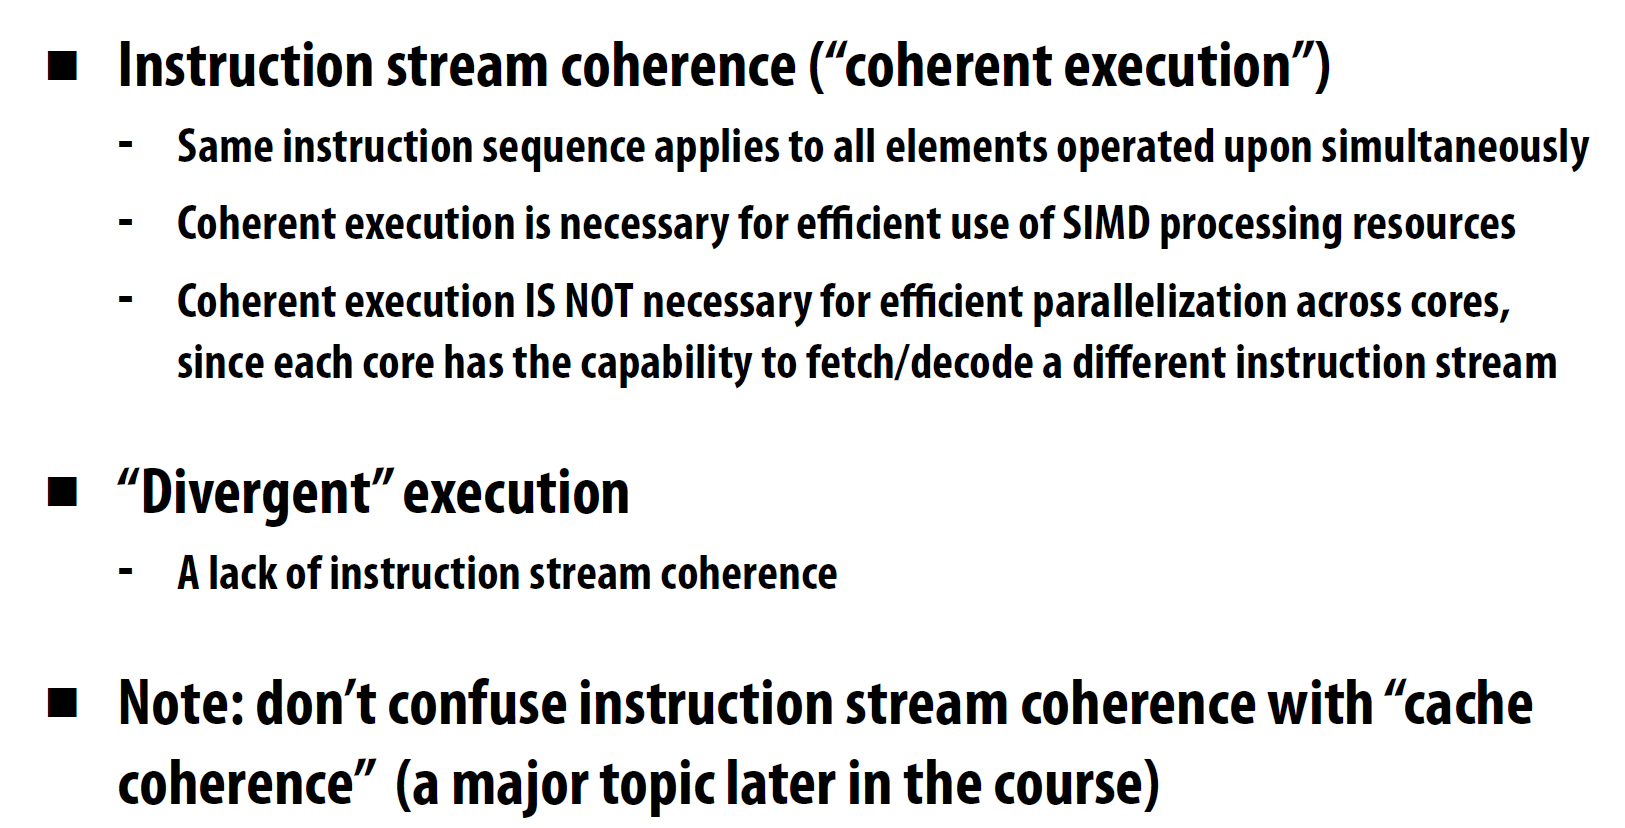 ■ Instruction stream coherence (“coherent execution”)
- Same instruction sequence applies to all elements operated upon simultaneously
- Coherent execution is necessary for efficient use of SIMD processing resources
- Coherent execution IS NOT necessary for efficient parallelization across cores,
since each core has the capability to fetch/decode a different instruction stream
■ “Divergent” execution
- A lack of instruction stream coherence
■ Note: don’t confuse instruction stream coherence with “cache
coherence” (a major topic later in the course)